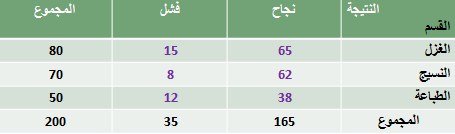 النتيجة نجاح فشل المجموع
القسم
الغزل 65 15 80
النسيج 62 8 70
الطباعة 38 12 50
المجموع 165 35 200